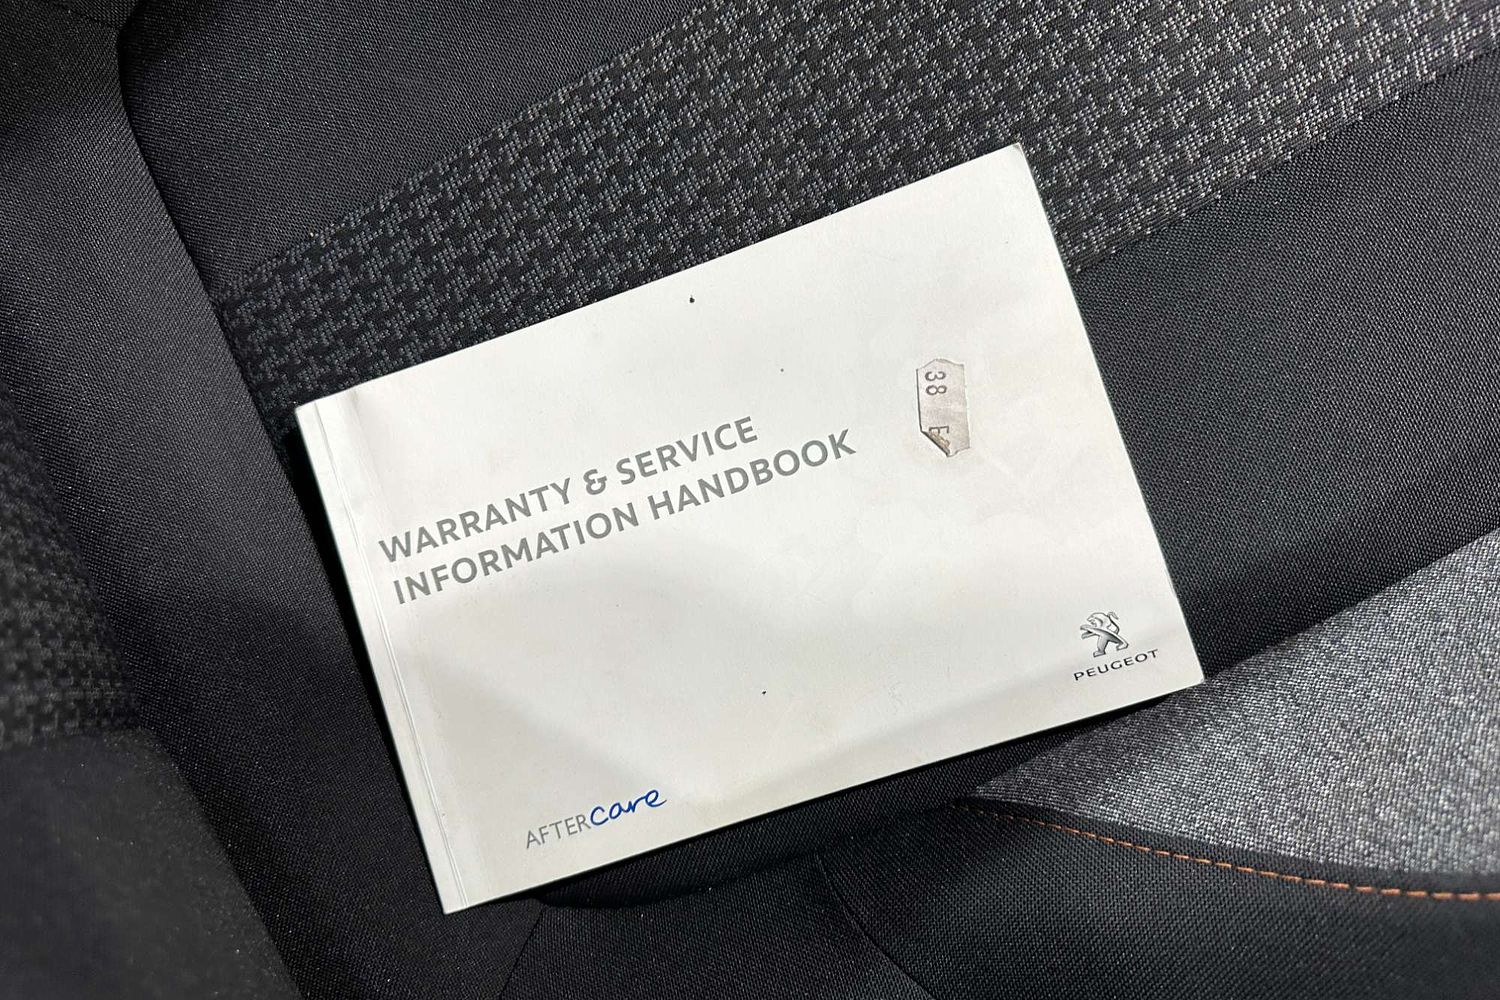 WARRANTY & SERVICE
INFORMATION HANDBOOK
38 E
PEUGEOT
AFTERcare